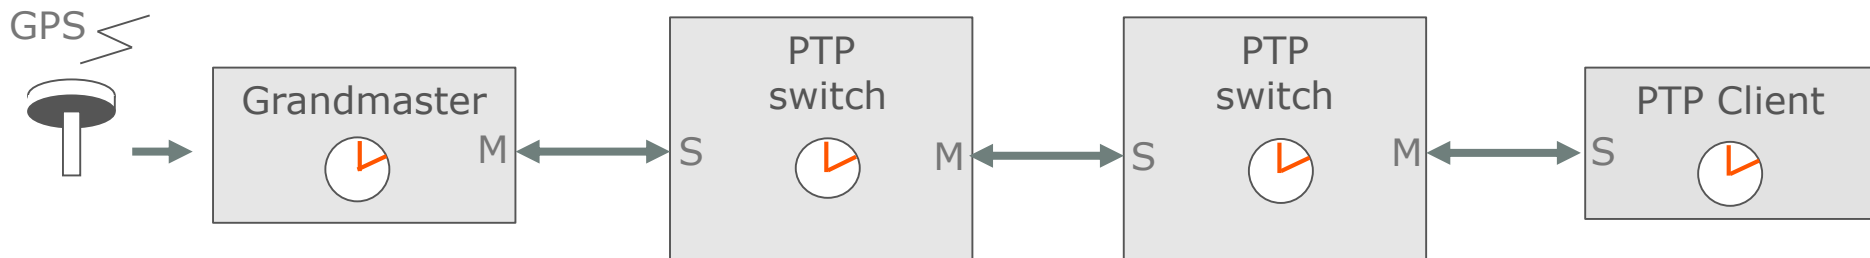 GPS
Grandmaster
M
S
PTP
switch
M
S
PTP
switch
M
S
PTP Client